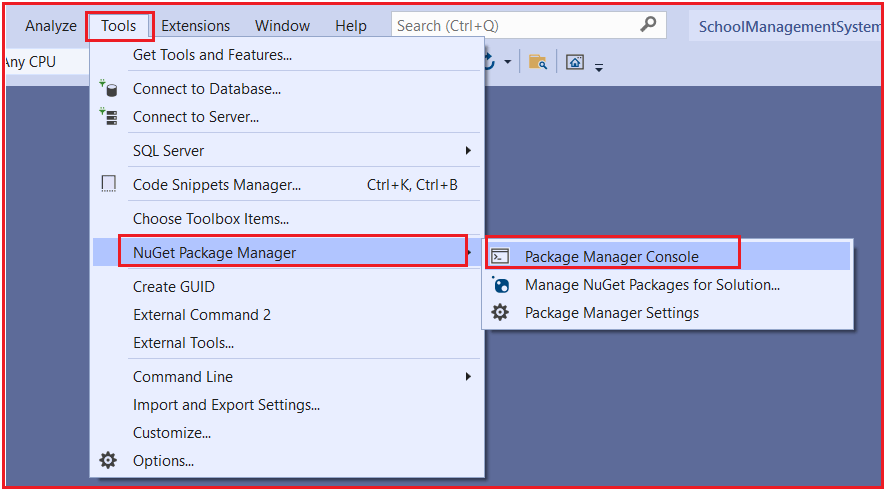 Analyze Tools Extensions Window Help Search (Ctrl+Q) SchoolManagementSystem
Any CPU
Get Tools and Features...
Connect to Database...
Connect to Server...
SQL Server
Code Snippets Manager... Ctrl+K, Ctrl+B
Choose Toolbox Items...
NuGet Package Manager
Package Manager Console
Manage NuGet Packages for Solution...
Package Manager Settings
Create GUID
External Command 2
External Tools...
Command Line
Import and Export Settings...
Customize...
Options...